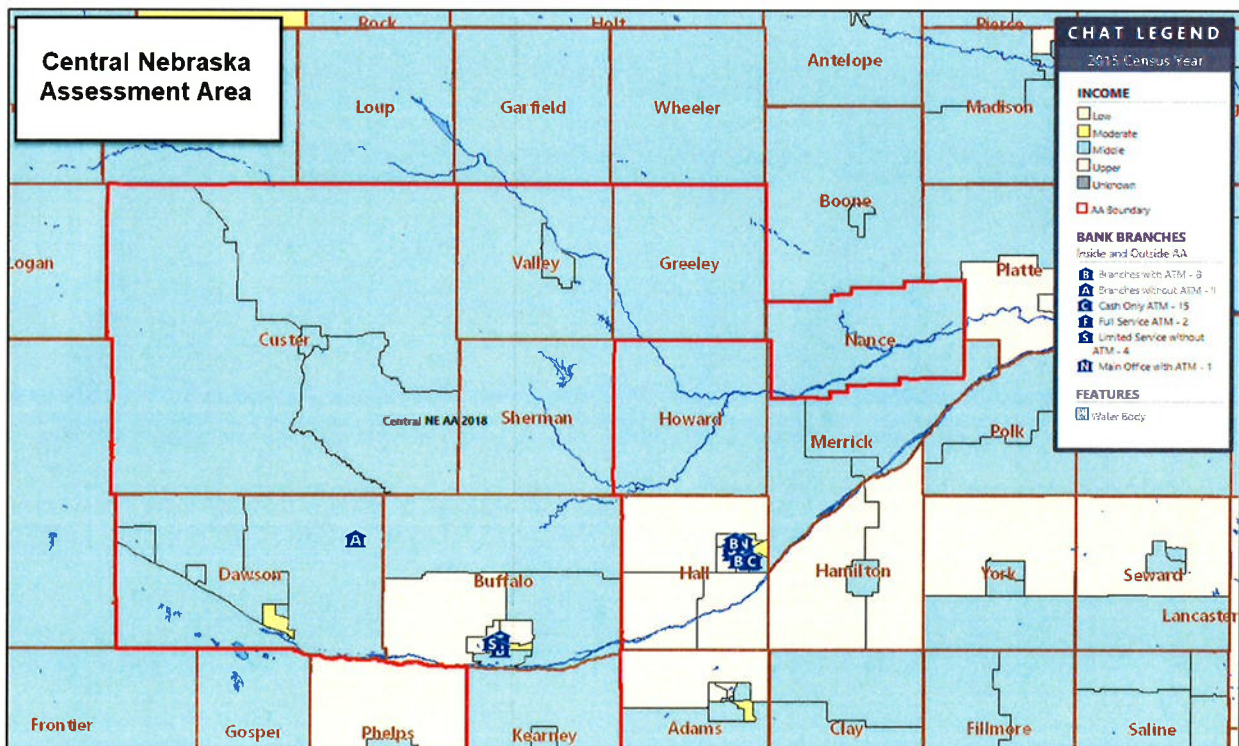 Central Nebraska
Assessment Area
Rock
Holt
Pierce
Antelope
Loup
Garfield
Wheeler
Madison
Boone
Logan
Valley
Greeley
Platte
Custer
Nance
Central NE AA 2018
Sherman
Howard
Merrick
Polk
A
B N
B C
Dawson
Buffalo
Hall
Hamilton
York
Seward
Lancaster
S
Frontier
Gosper
Phelps
Kearney
Adams
Clay
Fillmore
Saline
CHAT LEGEND
2015 Census Year
INCOME
Low
Moderate
Middle
Upper
Unknown
AA Boundary
BANK BRANCHES
Inside and Outside AA
B Branches with ATM - 8
A Branches without ATM -
C Cash Only ATM - 15
F Full Service ATM - 2
S Limited Service without
ATM - 4
N Main Office with ATM - 1
FEATURES
Water Body